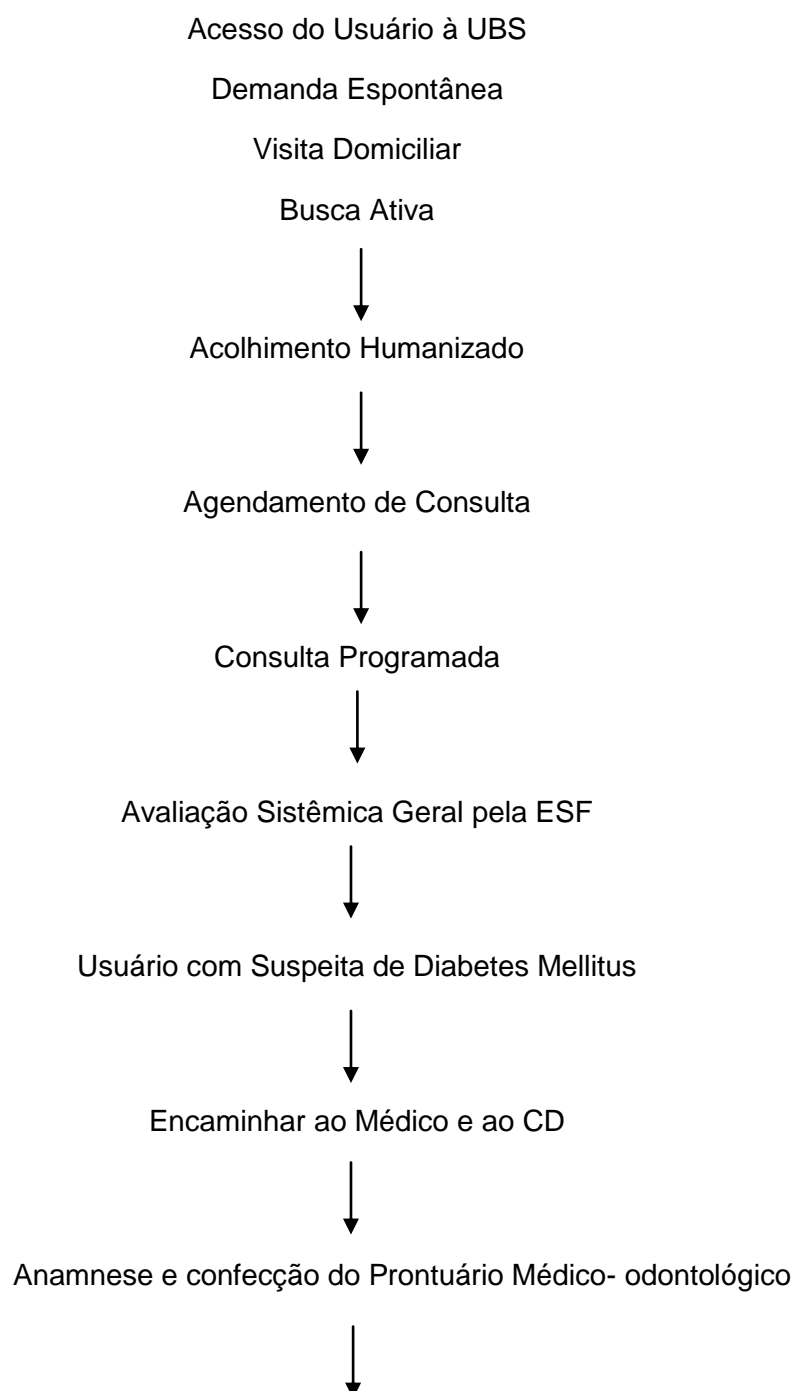 Acesso do Usuário à UBS
Demanda Espontânea
Visita Domiciliar
Busca Ativa
Acolhimento Humanizado
Agendamento de Consulta
Consulta Programada
Avaliação Sistêmica Geral pela ESF
Usuário com Suspeita de Diabetes Mellitus
Encaminhar ao Médico e ao CD
Anamnese e confecção do Prontuário Médico- odontológico